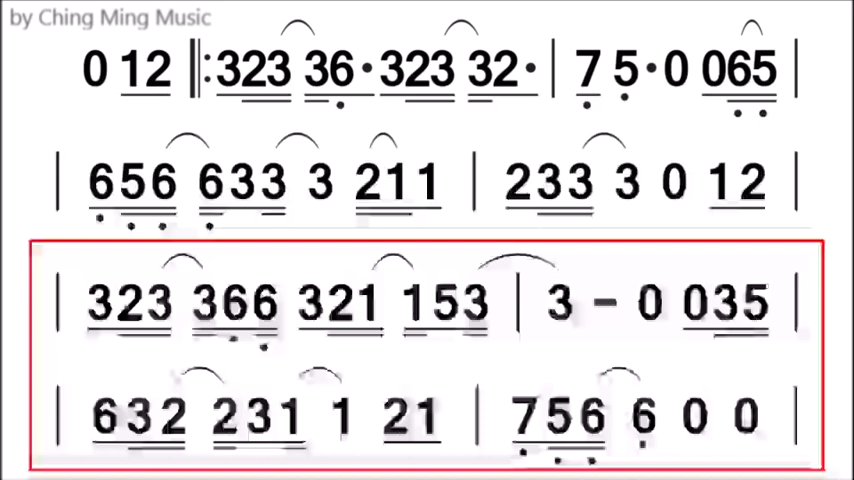 by Ching Ming Music
0 12 ‖: 323 36· 323 32· | 7 5· 0 065 |
| 656 633 3 211 | 233 3 0 12 |
| 323 366 321 153 | 3 - 0 035 |
| 632 231 1 21 | 756 6 0 0 |